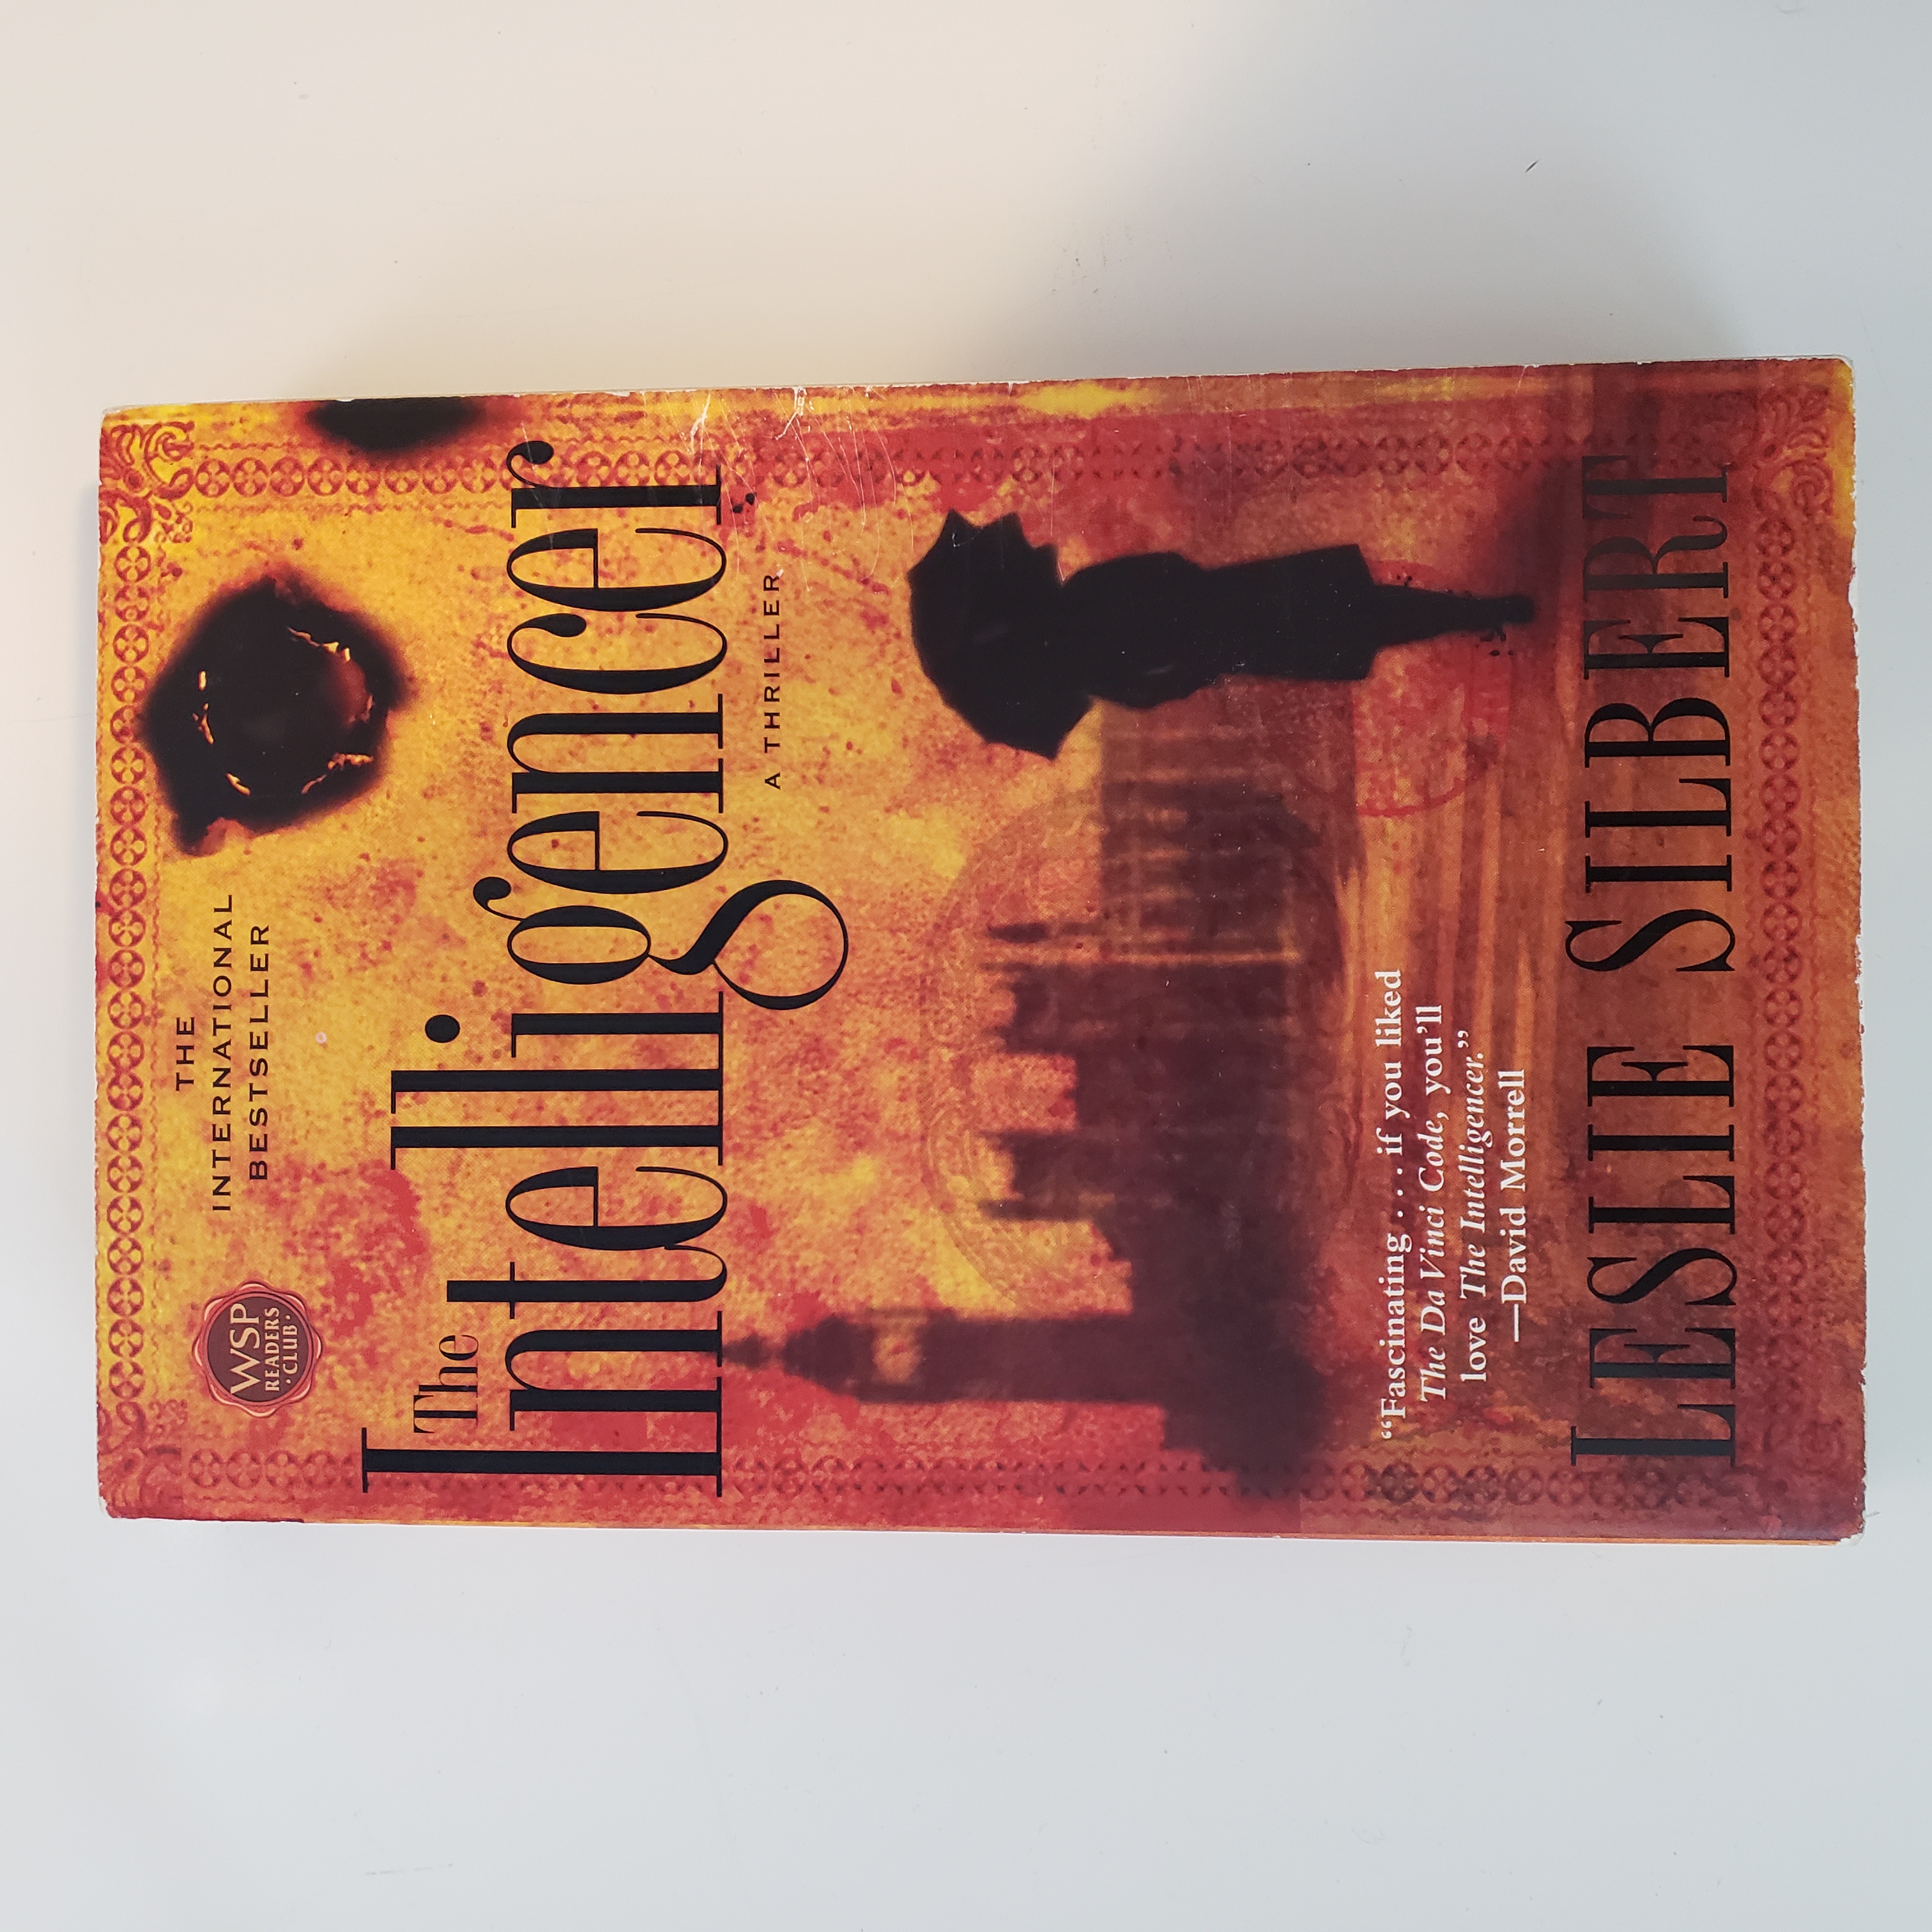 WSP
READERS
·CLUB·
THE
INTERNATIONAL
BESTSELLER
The
Intelligencer
A THRILLER
“Fascinating . . . if you liked
The Da Vinci Code, you’ll
love The Intelligencer.”
—David Morrell
LESLIE SILBERT